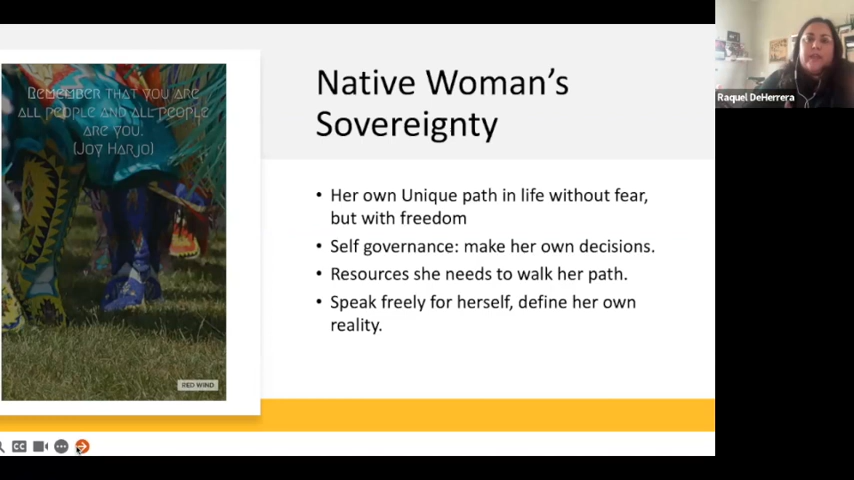 Remember that you are
all people and all people
are you.
(Joy Harjo)
RED WIND
Native Woman's
Sovereignty
• Her own Unique path in life without fear,
but with freedom
• Self governance: make her own decisions.
• Resources she needs to walk her path.
• Speak freely for herself, define her own
reality.
Raquel DeHerrera
CC